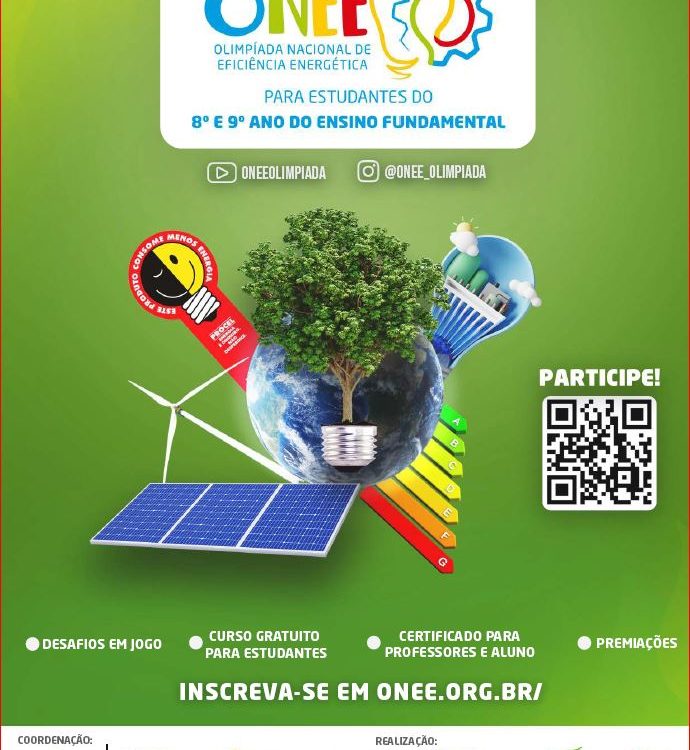 ONEE
OLIMPÍADA NACIONAL DE
EFICIÊNCIA ENERGÉTICA
PARA ESTUDANTES DO
8º E 9º ANO DO ENSINO FUNDAMENTAL
ONEEOLIMPIADA
@ONEE_OLIMPIADA
ESTE PRODUTO CONSOME MENOS ENERGIA
PROCEL
PARTICIPE!
A
B
C
D
E
F
G
DESAFIOS EM JOGO
CURSO GRATUITO
PARA ESTUDANTES
CERTIFICADO PARA
PROFESSORES E ALUNO
PREMIAÇÕES
INSCREVA-SE EM ONEE.ORG.BR/
COORDENAÇÃO:
REALIZAÇÃO: